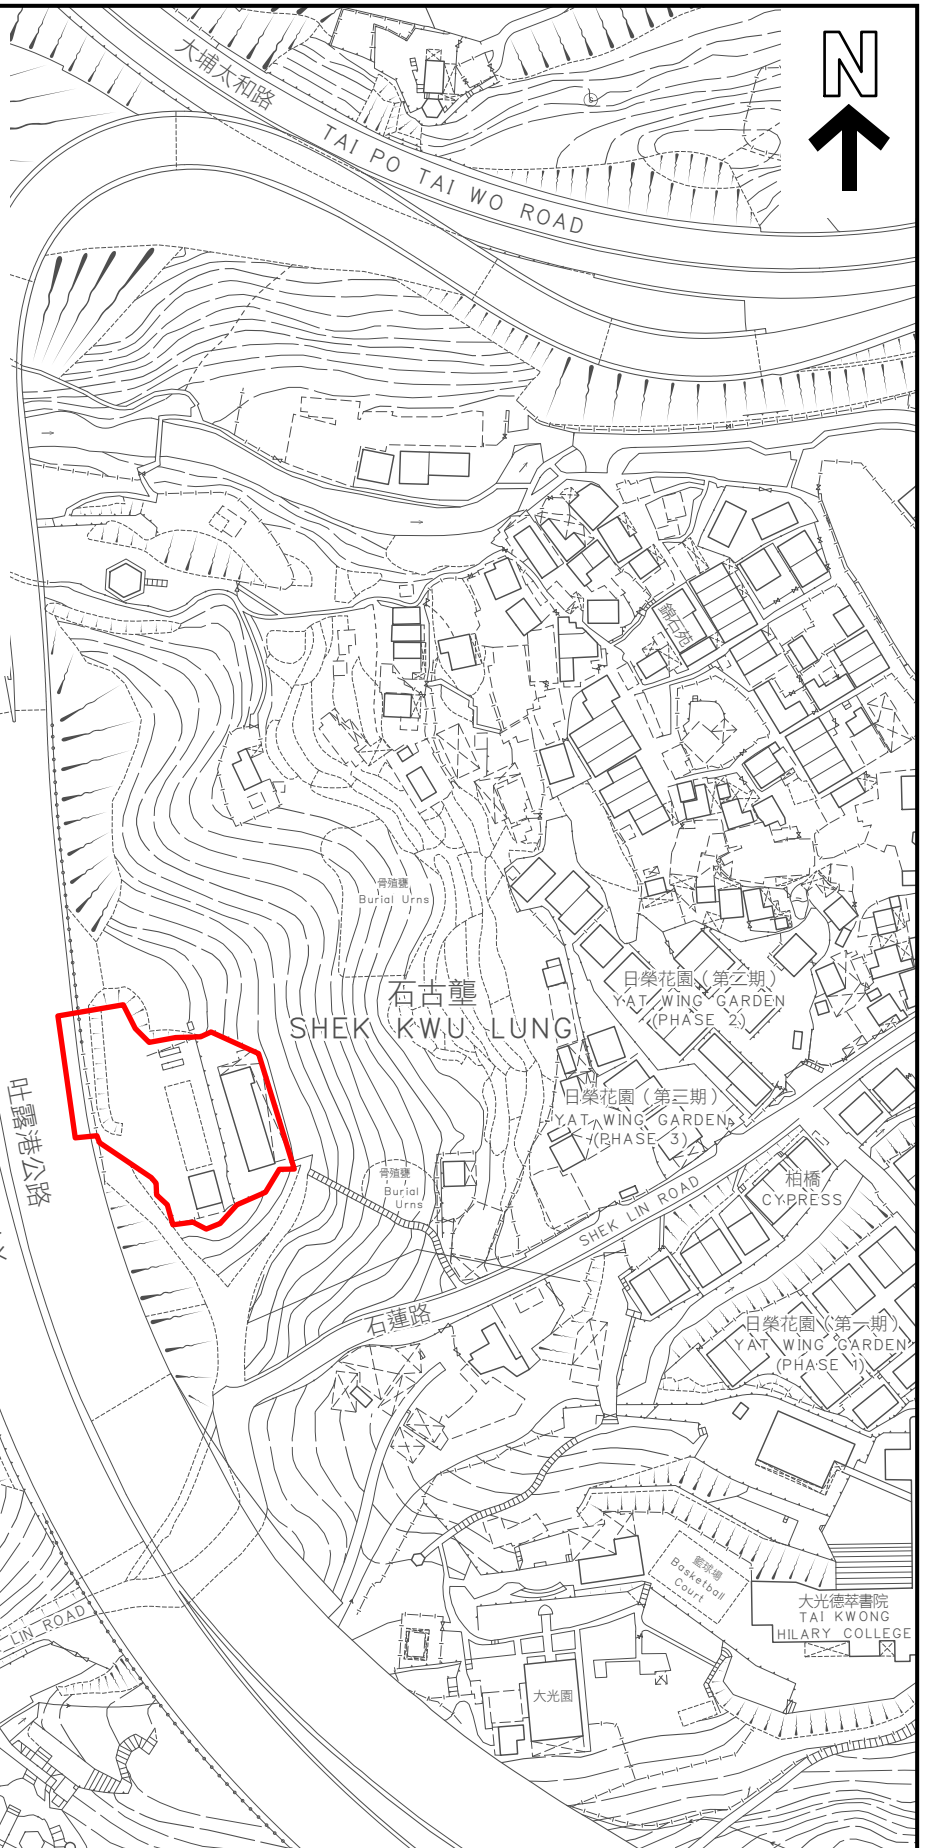 N
大埔太和路
TAI PO TAI WO ROAD
錦石苑
骨殖甕
Burial Urns
石古壟
SHEK KWU LUNG
日榮花園（第二期）
YAT WING GARDEN
(PHASE 2)
日榮花園（第三期）
YAT WING GARDEN
(PHASE 3)
吐露港公路
骨殖甕
Burial
Urns
柏橋
CYPRESS
SHEK LIN ROAD
石蓮路
日榮花園（第一期）
YAT WING GARDEN
(PHASE 1)
籃球場
Basketball
Court
大光德萃書院
TAI KWONG
HILARY COLLEGE
LIN ROAD
大光園